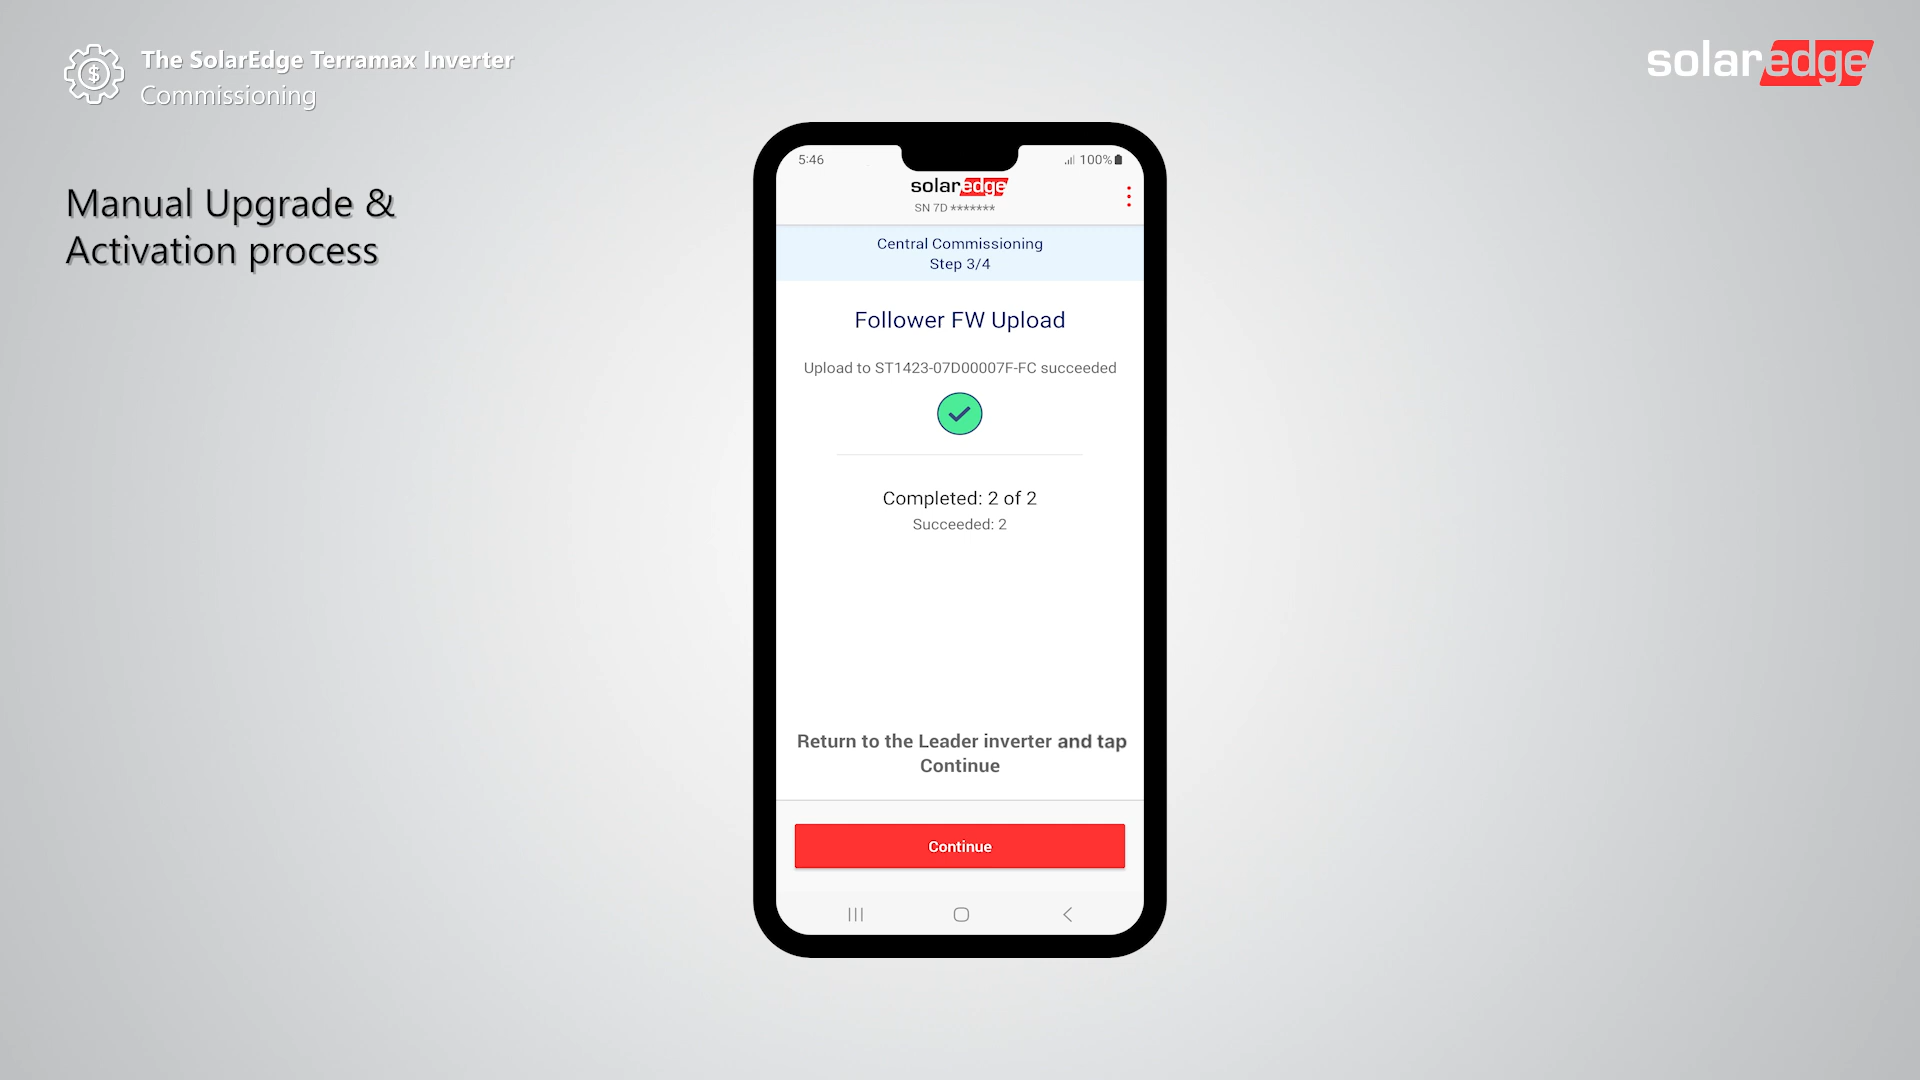 The SolarEdge Terramax Inverter
Commissioning
solaredge
Manual Upgrade &
Activation process
5:46
100%
solaredge
SN 7D *******
Central Commissioning
Step 3/4
Follower FW Upload
Upload to ST1423-07D00007F-FC succeeded
Completed: 2 of 2
Succeeded: 2
Return to the Leader inverter and tap
Continue
Continue